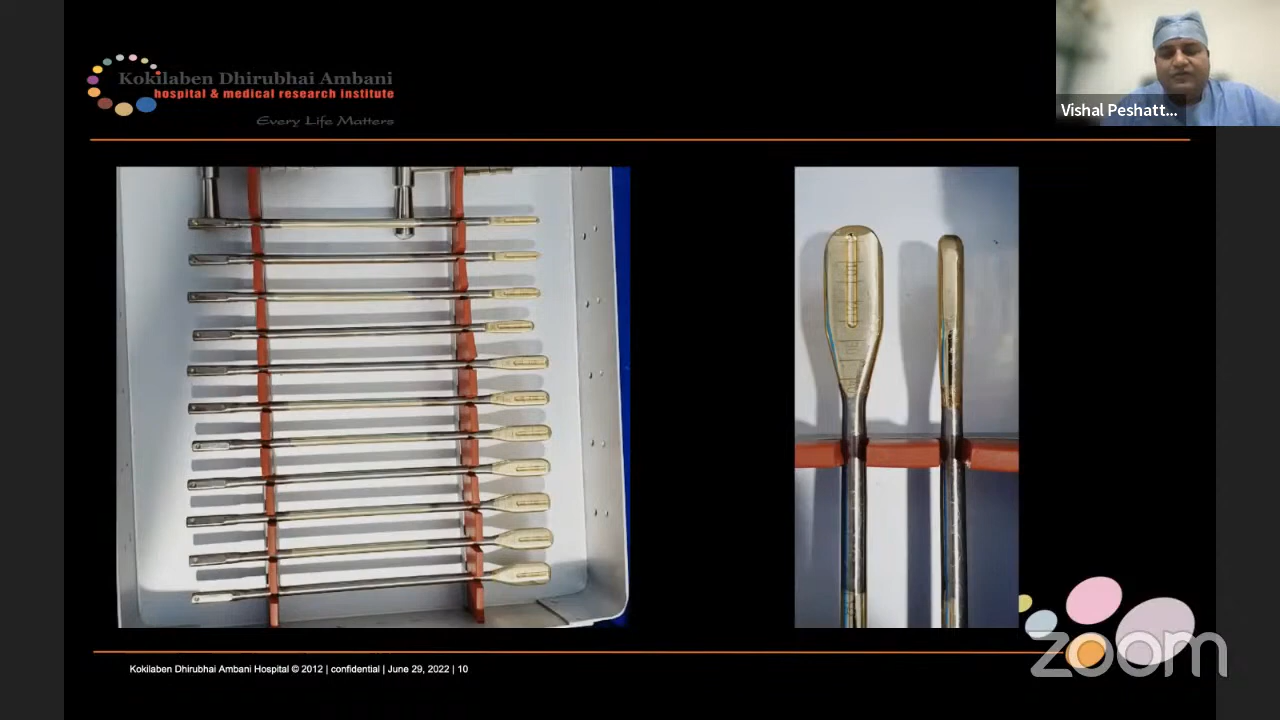 Kokilaben Dhirubhai Ambani
hospital & medical research institute
Every Life Matters
Vishal Peshatt...
Kokilaben Dhirubhai Ambani Hospital © 2012 | confidential | June 29, 2022 | 10
zoom